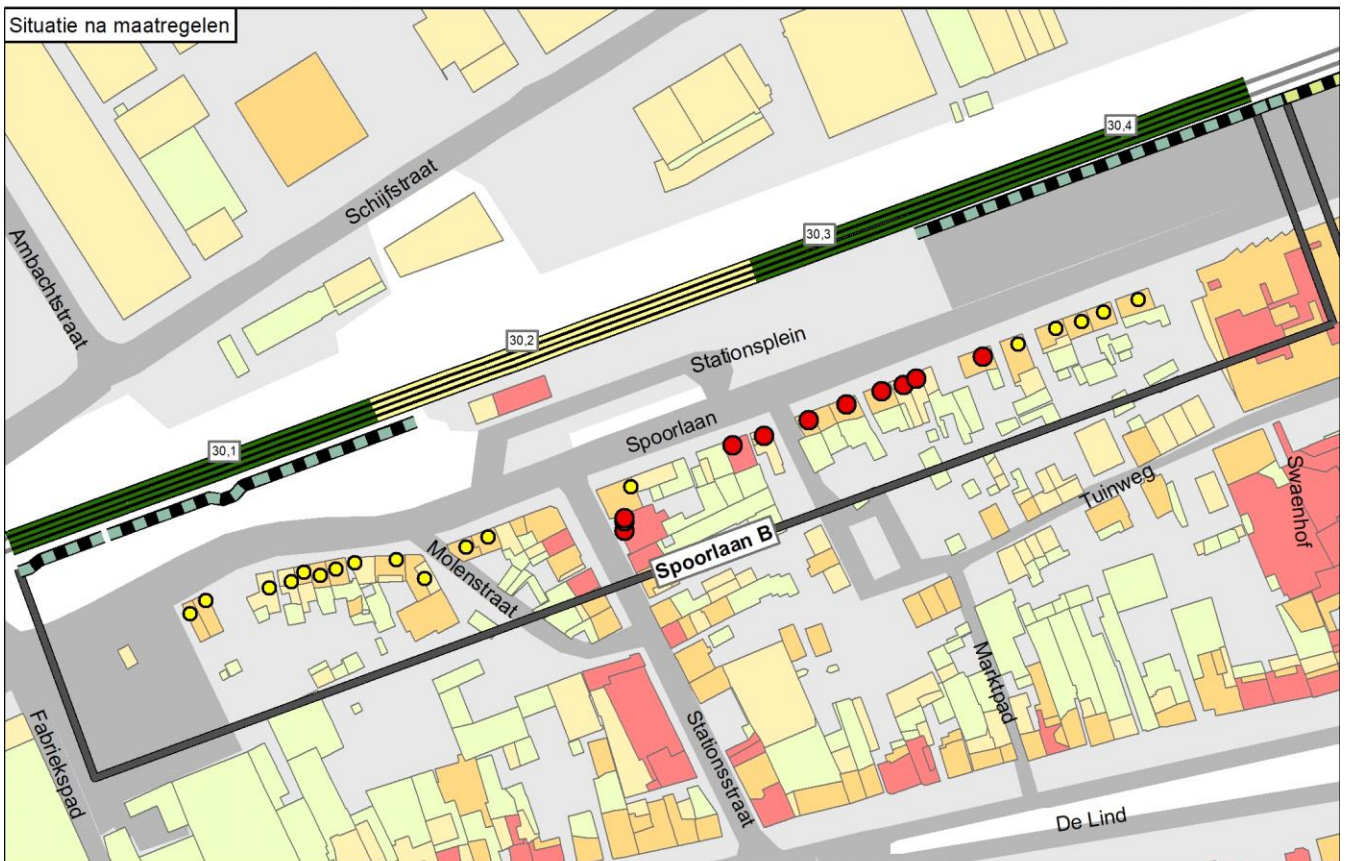 Situatie na maatregelen
30,4
Schijfstraat
30,3
Ambachtstraat
30,2
Stationsplein
30,1
Spoorlaan
Swaenhof
Tuinweg
Spoorlaan B
Molenstraat
Marktpad
Fabriekspad
Stationsstraat
De Lind